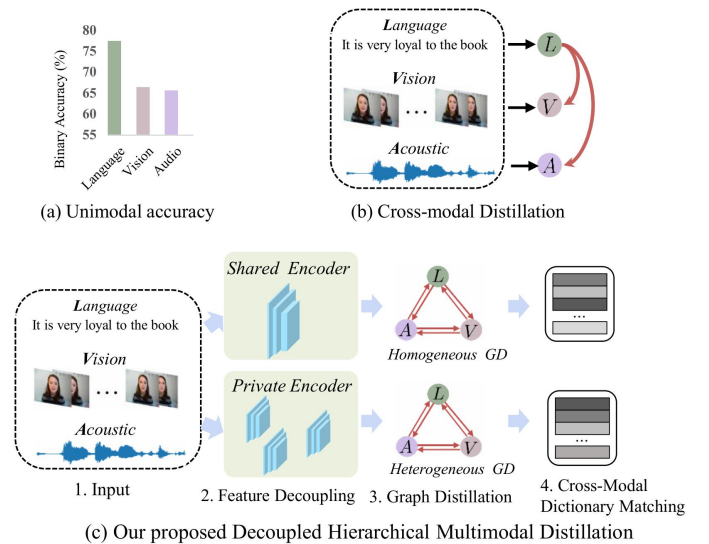 80
75
70
65
60
55
Binary Accuracy (%)
Language
Vision
Audio
(a) Unimodal accuracy
Language
It is very loyal to the book
Vision
...
Acoustic
L
V
A
(b) Cross-modal Distillation
Language
It is very loyal to the book
Vision
...
Acoustic
1. Input
Shared Encoder
Private Encoder
2. Feature Decoupling
L
A V
Homogeneous GD
L
A V
Heterogeneous GD
3. Graph Distillation
...
...
4. Cross-Modal
Dictionary Matching
(c) Our proposed Decoupled Hierarchical Multimodal Distillation